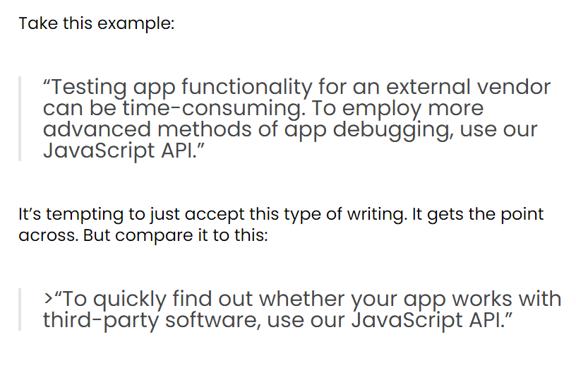 Take this example:
“Testing app functionality for an external vendor
can be time-consuming. To employ more
advanced methods of app debugging, use our
JavaScript API.”
It’s tempting to just accept this type of writing. It gets the point
across. But compare it to this:
>“To quickly find out whether your app works with
third-party software, use our JavaScript API.”